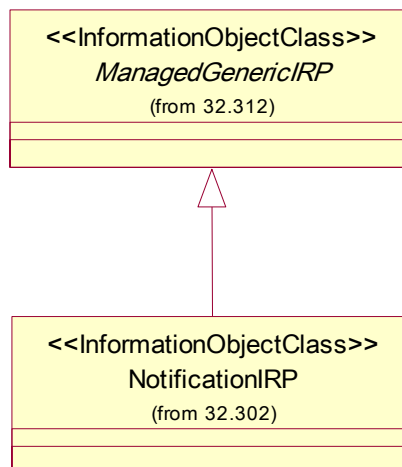 <<InformationObjectClass>>
ManagedGenericIRP
(from 32.312)
<<InformationObjectClass>>
NotificationIRP
(from 32.302)